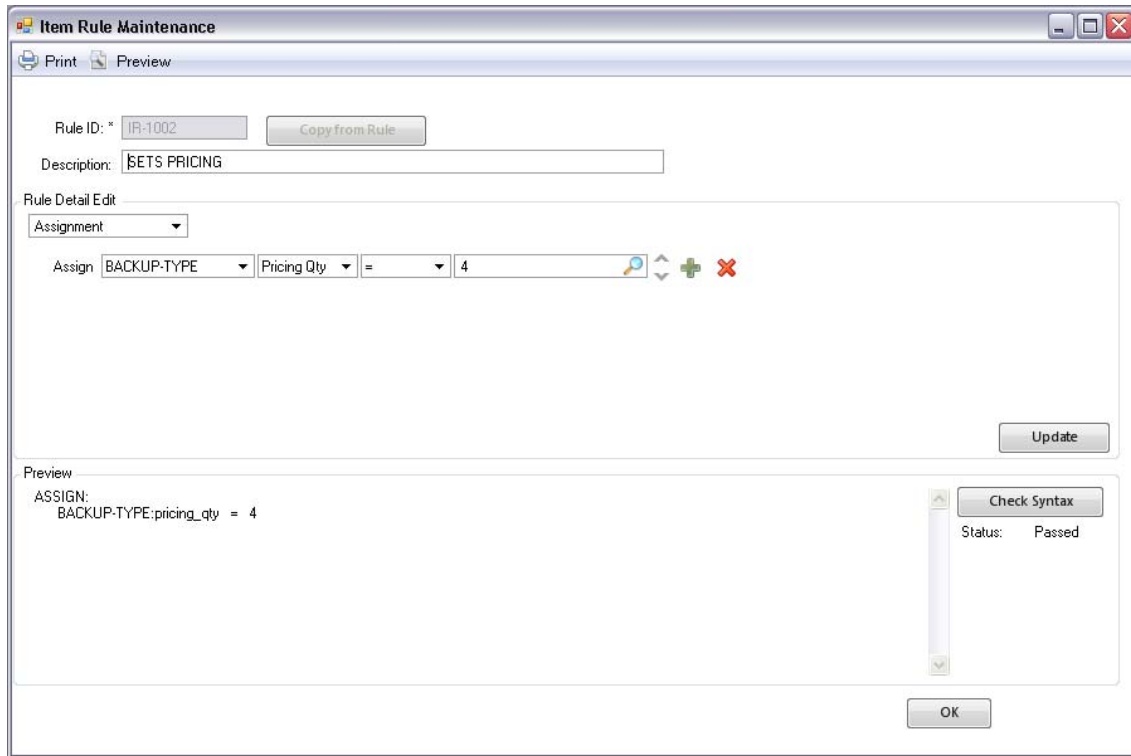 Item Rule Maintenance
Print Preview
Rule ID: * IR-1002 Copy from Rule
Description: SETS PRICING
Rule Detail Edit
Assignment
Assign BACKUP-TYPE Pricing Qty = 4
Update
Preview
ASSIGN:
BACKUP-TYPE:pricing_qty = 4
Check Syntax
Status: Passed
OK